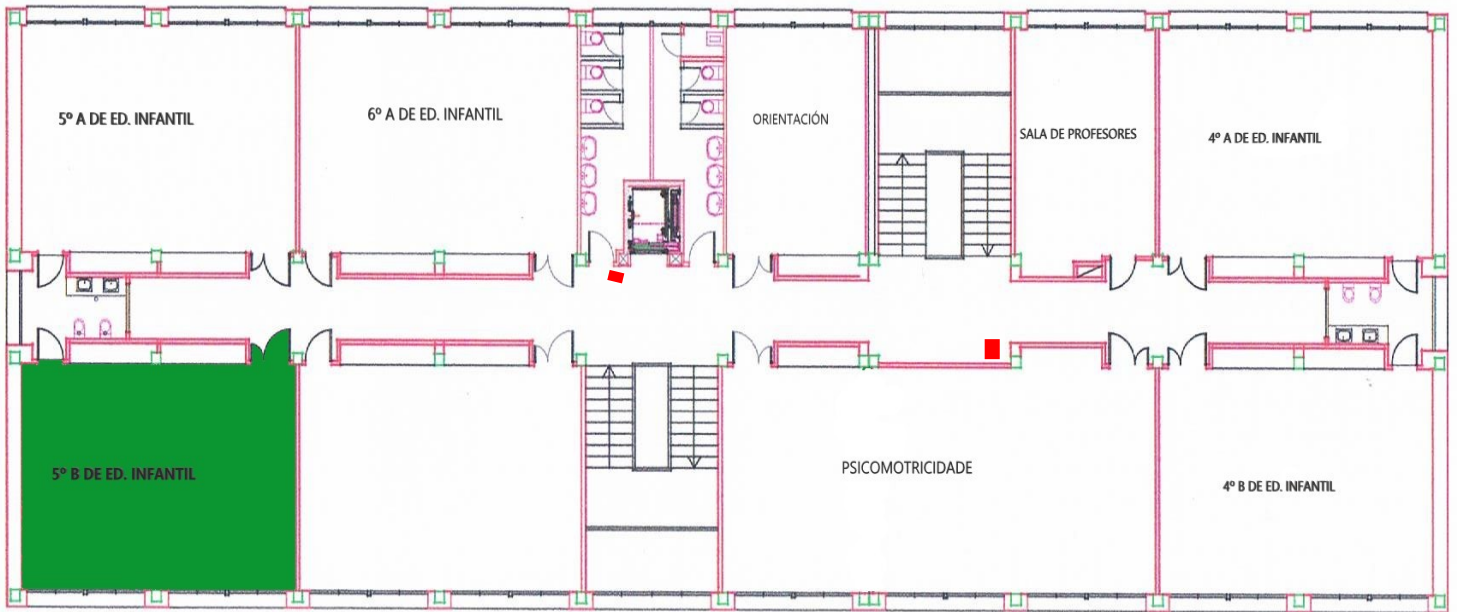 5º A DE ED. INFANTIL
6º A DE ED. INFANTIL
ORIENTACIÓN
SALA DE PROFESORES
4º A DE ED. INFANTIL
5º B DE ED. INFANTIL
PSICOMOTRICIDADE
4º B DE ED. INFANTIL